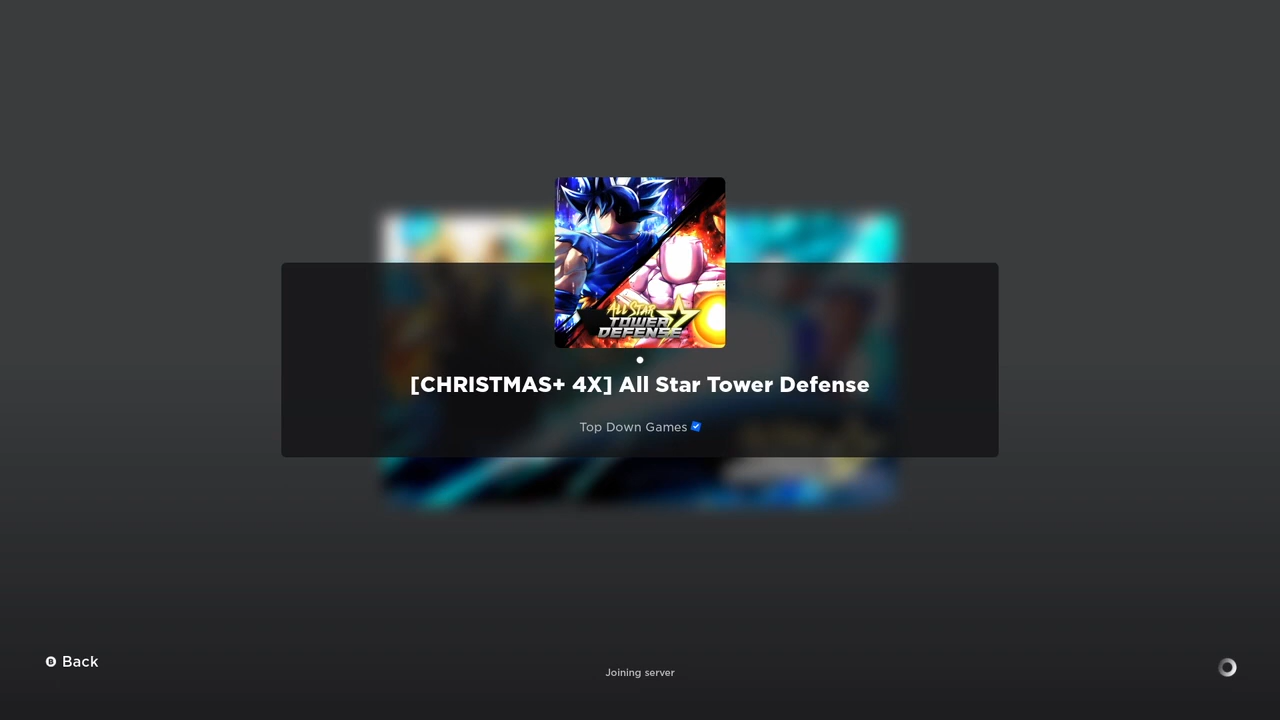 ALL STAR
TOWER
DEFENSE
[CHRISTMAS+ 4X] All Star Tower Defense
Top Down Games
B Back
Joining server